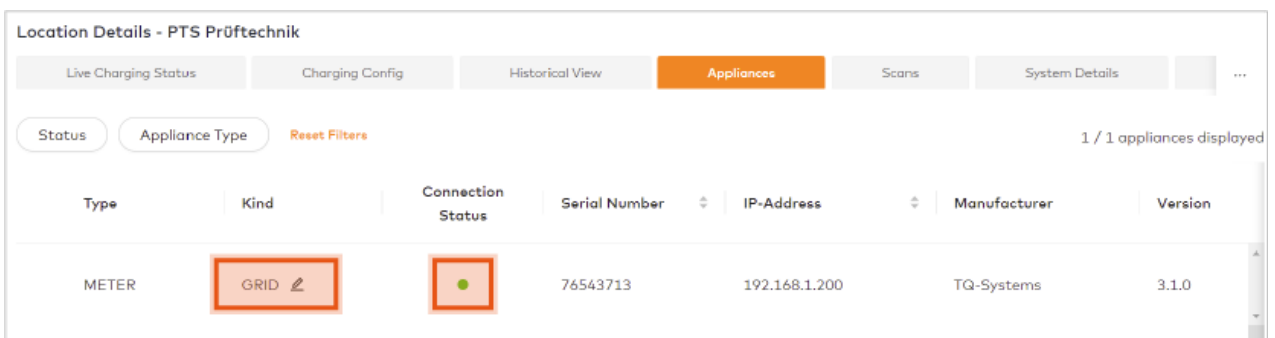 Location Details - PTS Prüftechnik
Live Charging Status Charging Config Historical View Appliances Scans System Details ...
Status Appliance Type Reset Filters
1 / 1 appliances displayed
Type Kind Connection Status Serial Number IP-Address Manufacturer Version
METER GRID 76543713 192.168.1.200 TQ-Systems 3.1.0